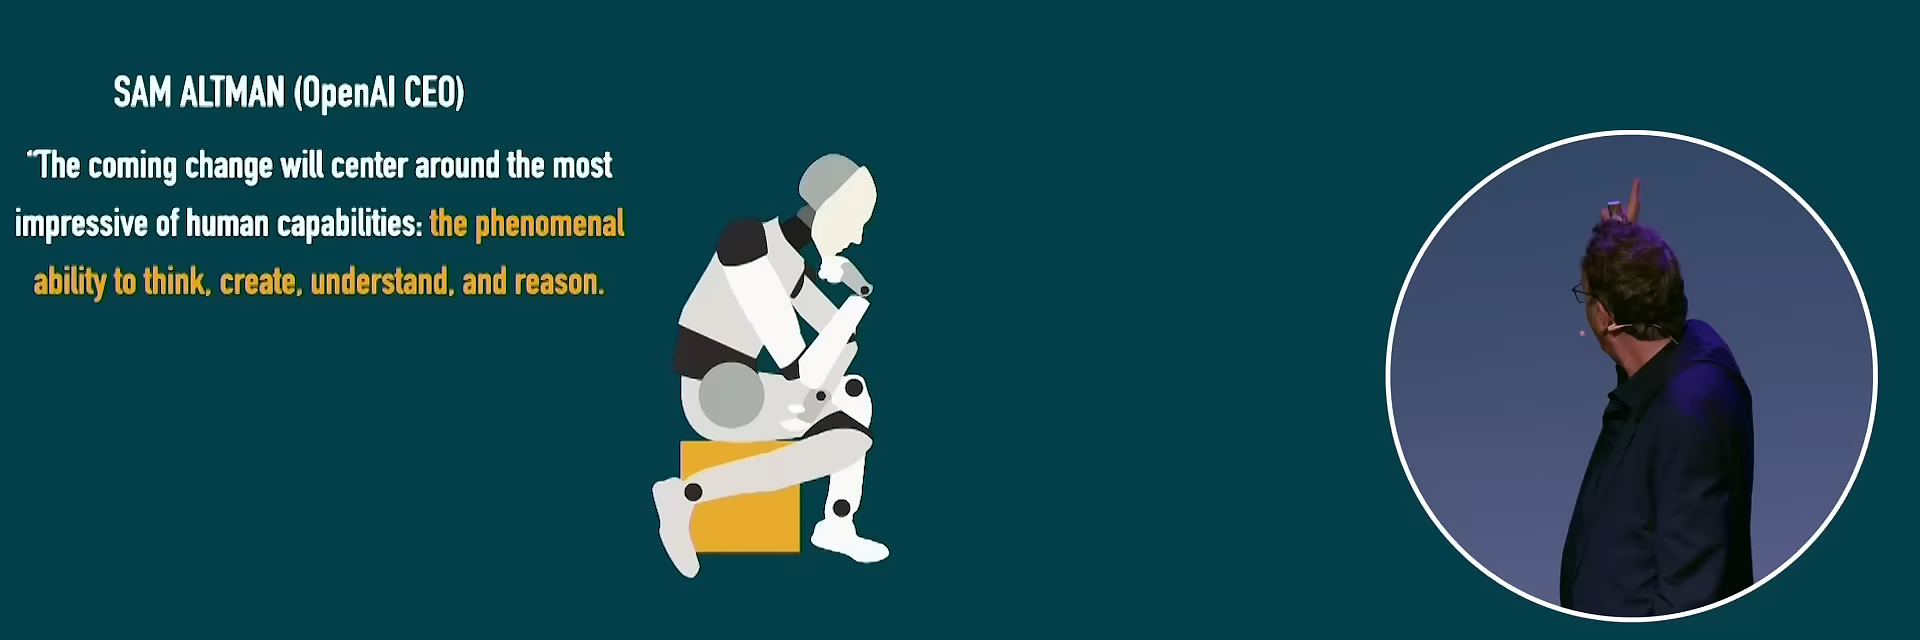 SAM ALTMAN (OpenAI CEO)
“The coming change will center around the most
impressive of human capabilities: the phenomenal
ability to think, create, understand, and reason.